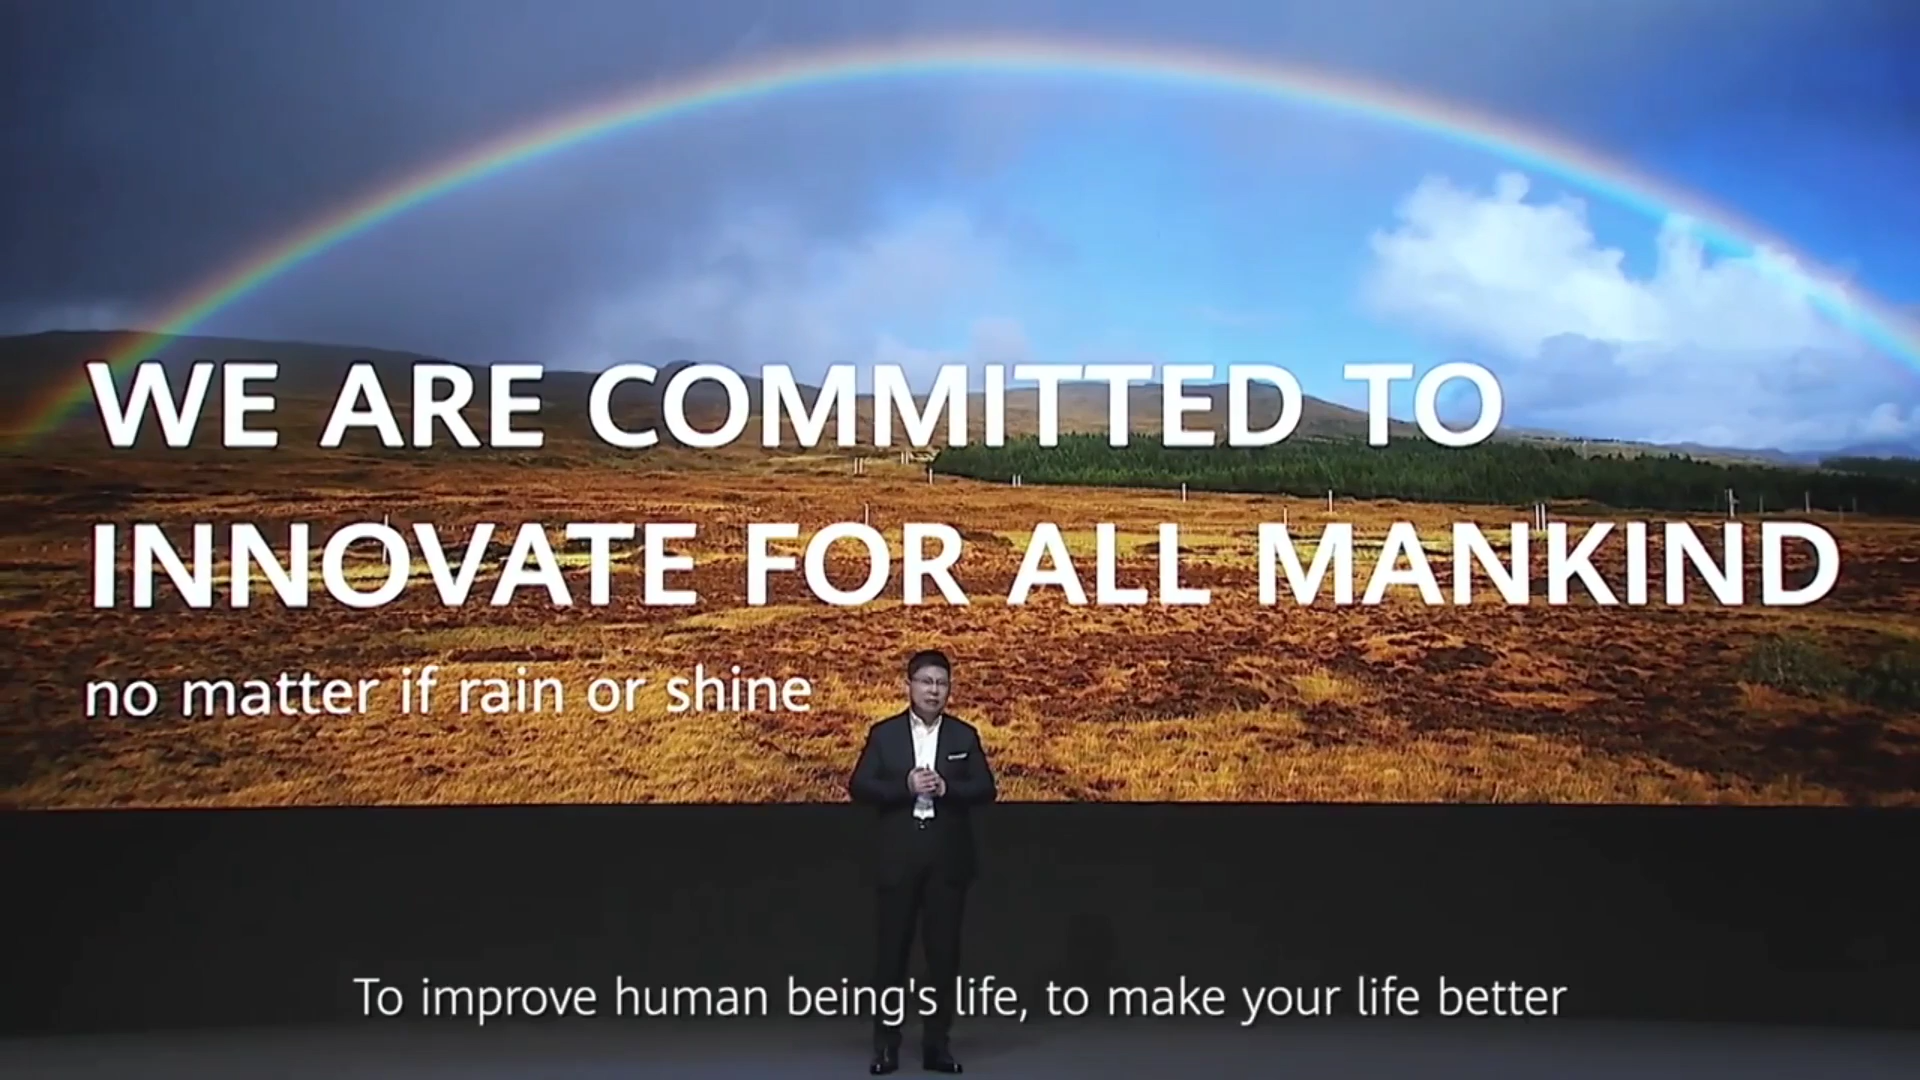 WE ARE COMMITTED TO
INNOVATE FOR ALL MANKIND
no matter if rain or shine
To improve human being's life, to make your life better